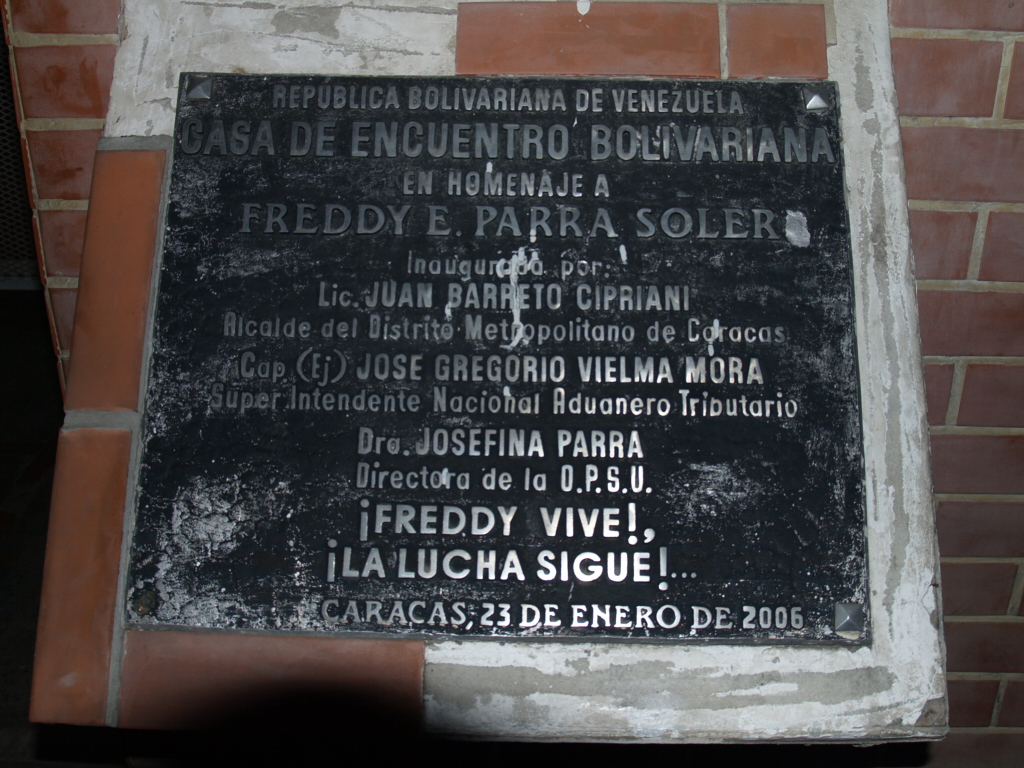 REPUBLICA BOLIVARIANA DE VENEZUELA
CASA DE ENCUENTRO BOLIVARIANA
EN HOMENAJE A
FREDDY E. PARRA SOLER
Inaugurada por:
Lic. JUAN BARRETO CIPRIANI
Alcalde del Distrito Metropolitano de Caracas
Cap (Ej) JOSE GREGORIO VIELMA MORA
Super Intendente Nacional Aduanero Tributario
Dra. JOSEFINA PARRA
Directora de la O.P.S.U.
¡FREDDY VIVE!,
¡LA LUCHA SIGUE!...
CARACAS, 23 DE ENERO DE 2006